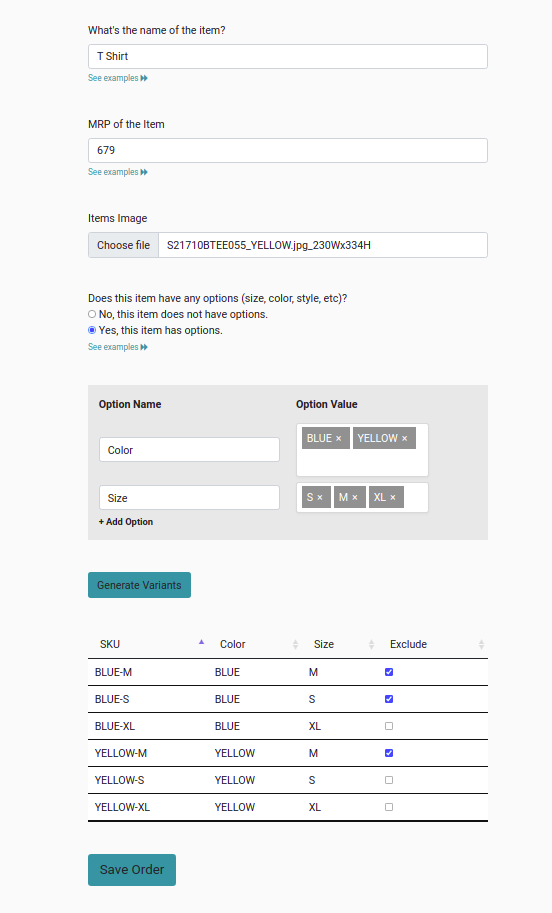 What's the name of the item?
T Shirt
See examples
MRP of the Item
679
See examples
Items Image
Choose file S21710BTEE055_YELLOW.jpg_230Wx334H
Does this item have any options (size, color, style, etc)?
No, this item does not have options.
Yes, this item has options.
See examples
Option Name Option Value
BLUE × YELLOW ×
Color
S × M × XL ×
Size
+ Add Option
Generate Variants
SKU Color Size Exclude
BLUE-M BLUE M
BLUE-S BLUE S
BLUE-XL BLUE XL
YELLOW-M YELLOW M
YELLOW-S YELLOW S
YELLOW-XL YELLOW XL
Save Order